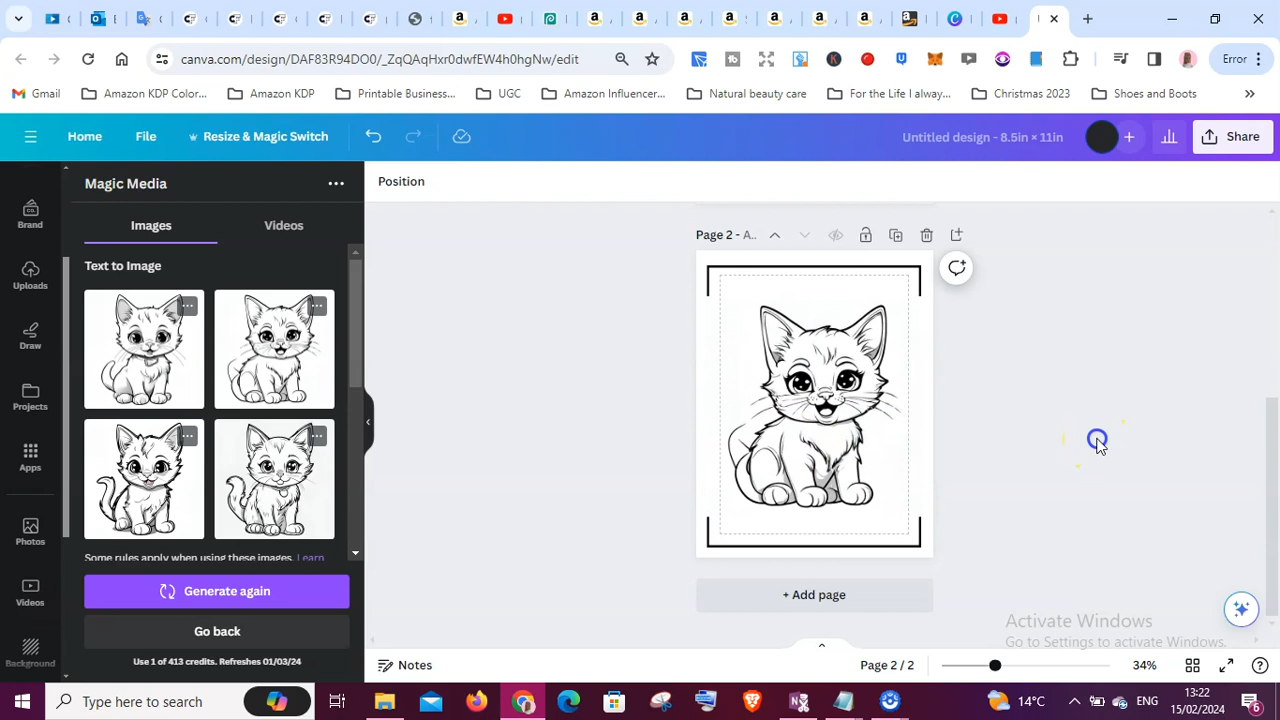 Error
canva.com/design/DAF83R94DO0/_ZqQAqHxr0dwfEW4h0hgNw/edit
Gmail
Amazon KDP Color...
Amazon KDP
Printable Business...
UGC
Amazon Influencer...
Natural beauty care
For the Life I alway...
Christmas 2023
Shoes and Boots
Home
File
Resize & Magic Switch
Untitled design - 8.5in × 11in
Share
Magic Media
Position
Images
Videos
Text to Image
Page 2 - A..
Brand
Uploads
Draw
Projects
Apps
Photos
Videos
Background
Some rules apply when using these images. Learn
Generate again
Go back
Use 1 of 413 credits. Refreshes 01/03/24
+ Add page
Activate Windows
Go to Settings to activate Windows.
Notes
Page 2 / 2
34%
Type here to search
14°C
ENG
13:22
15/02/2024
6